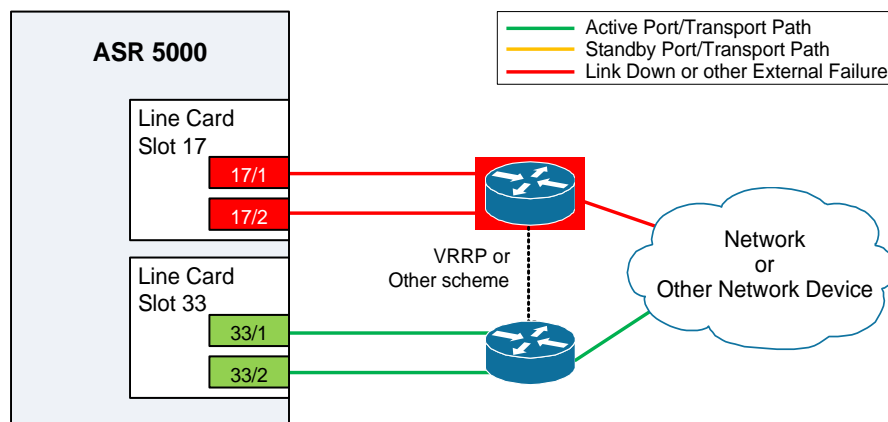 ASR 5000
Active Port/Transport Path
Standby Port/Transport Path
Link Down or other External Failure
Line Card
Slot 17
17/1
17/2
VRRP or
Other scheme
Network
or
Other Network Device
Line Card
Slot 33
33/1
33/2